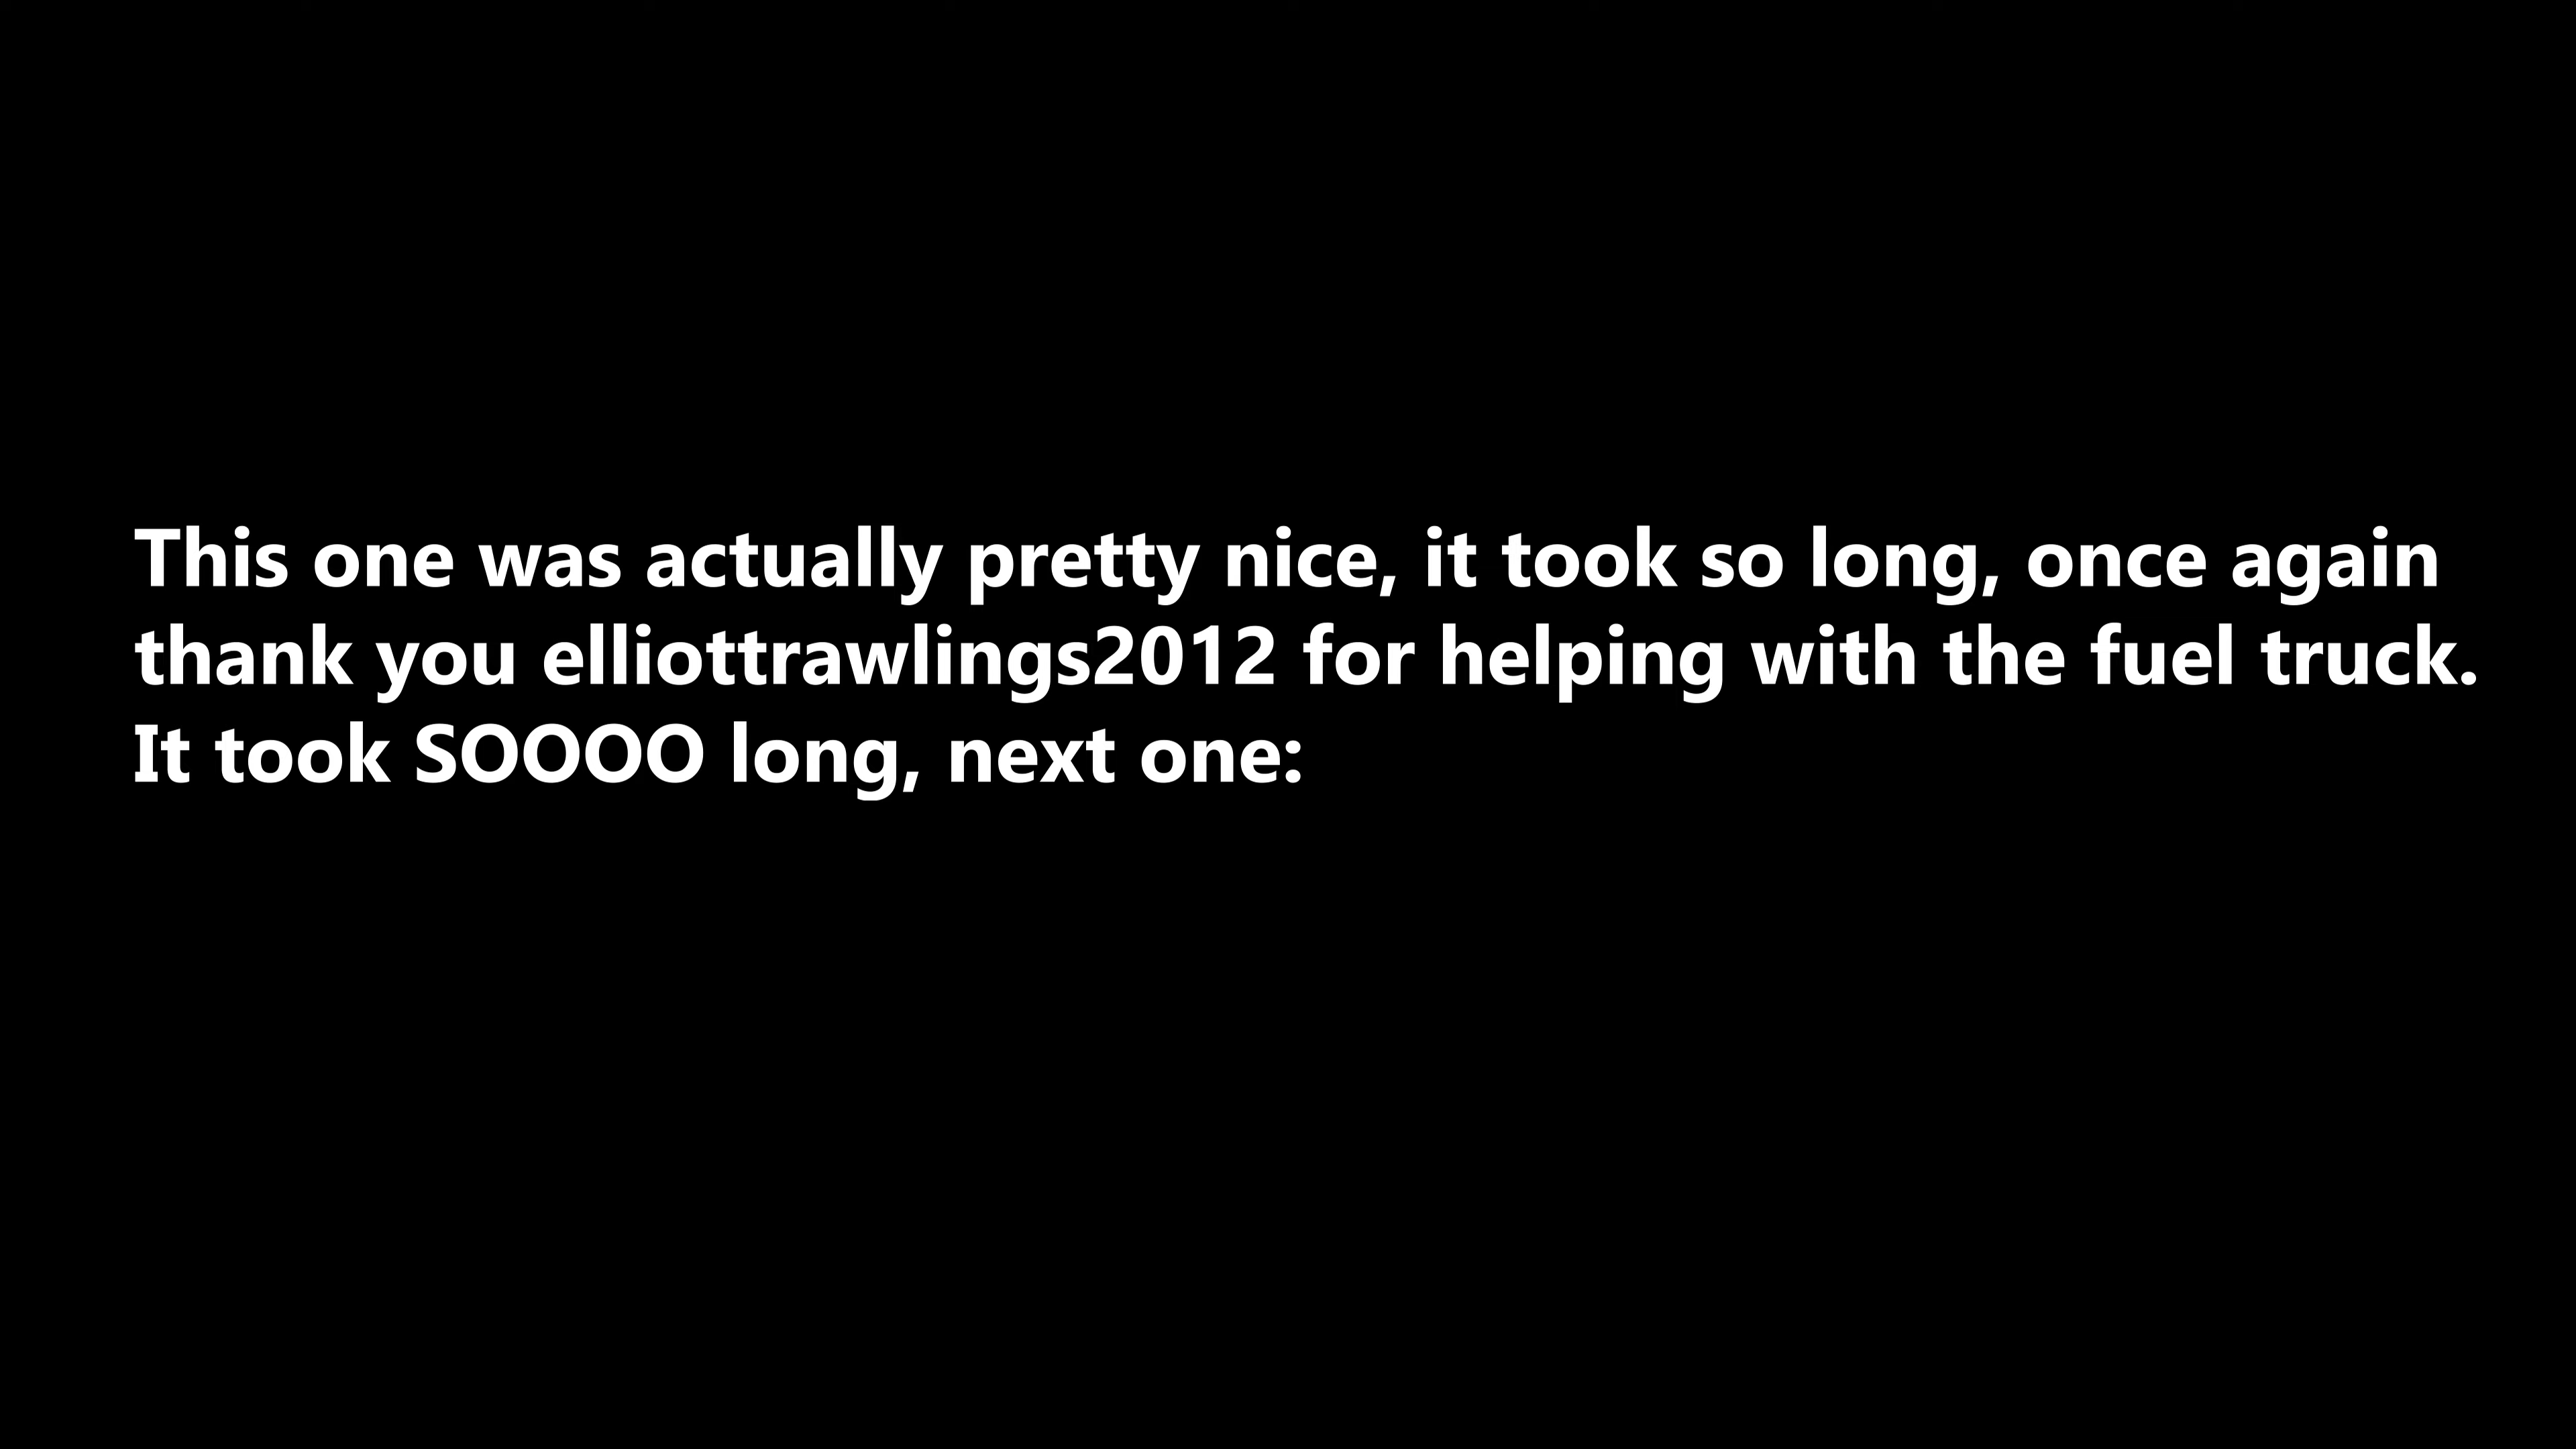 This one was actually pretty nice, it took so long, once again
thank you elliottrawlings2012 for helping with the fuel truck.
It took SOOOO long, next one: